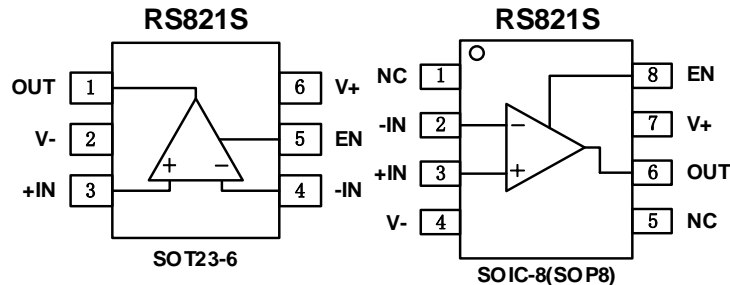 RS821S
OUT 1 6 V+
V- 2 5 EN
+IN 3 + − 4 -IN
SOT23-6
RS821S
NC 1 8 EN
-IN 2 − 7 V+
+IN 3 + 6 OUT
V- 4 5 NC
SOIC-8(SOP8)